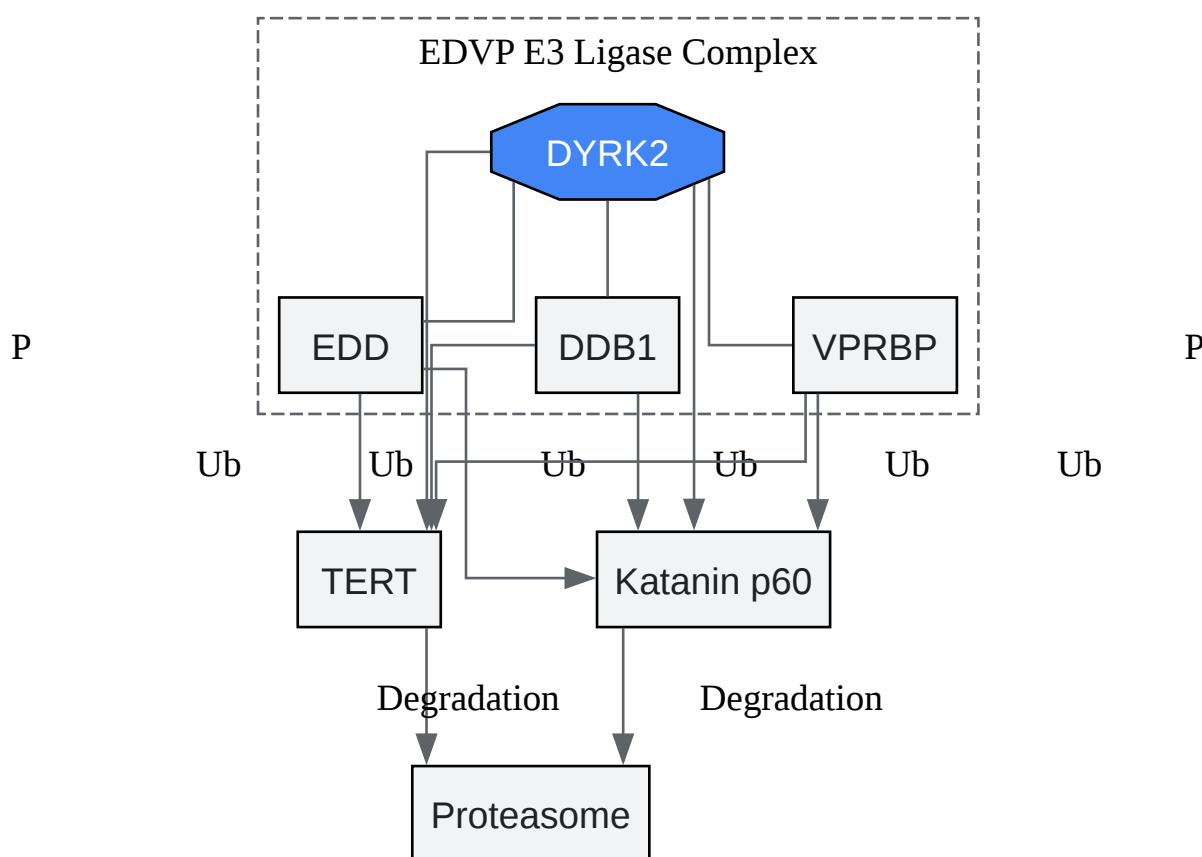 EDVP E3 Ligase Complex
DYRK2
EDD
DDB1
VPRBP
P
P
Ub
Ub
Ub
Ub
Ub
Ub
TERT
Katanin p60
Degradation
Degradation
Proteasome